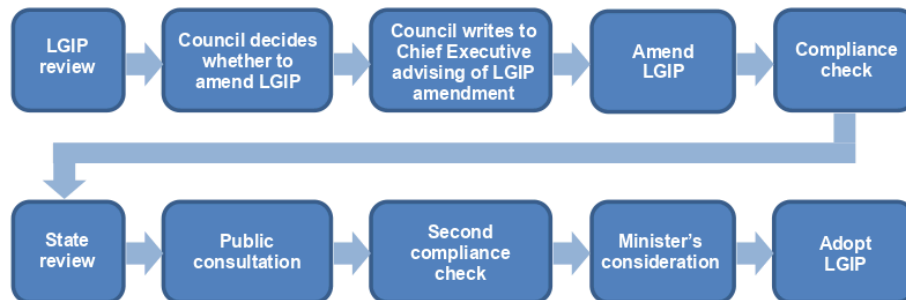 LGIP
review
Council decides
whether to
amend LGIP
Council writes to
Chief Executive
advising of LGIP
amendment
Amend
LGIP
Compliance
check
State
review
Public
consultation
Second
compliance
check
Minister's
consideration
Adopt
LGIP